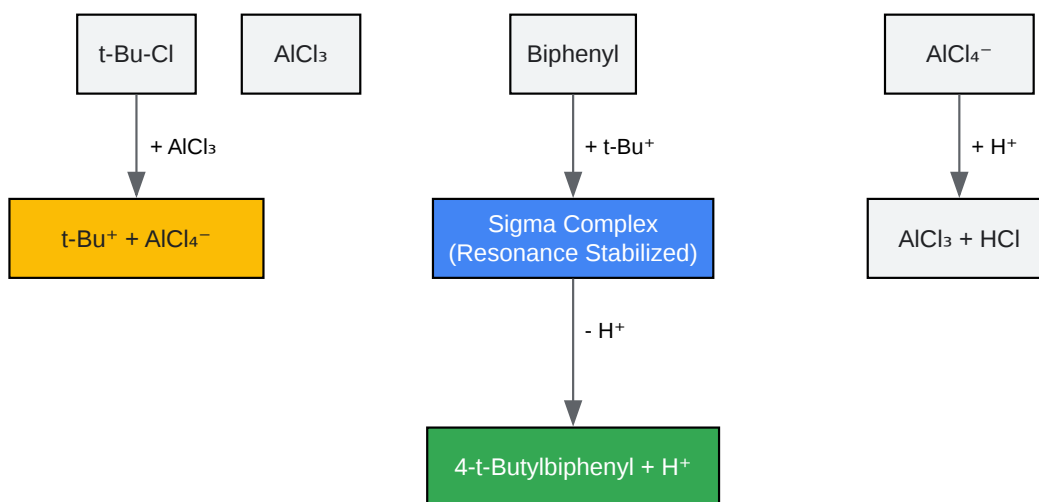 t-Bu-Cl
AlCl₃
Biphenyl
AlCl₄⁻
+ AlCl₃
+ t-Bu⁺
+ H⁺
t-Bu⁺ + AlCl₄⁻
Sigma Complex
(Resonance Stabilized)
AlCl₃ + HCl
- H⁺
4-t-Butylbiphenyl + H⁺